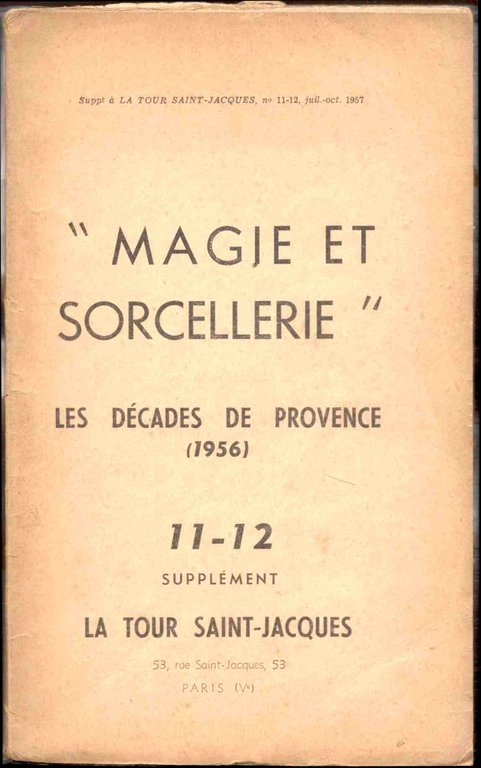 Suppt à LA TOUR SAINT-JACQUES, no 11-12, juil.-oct. 1957
" MAGIE ET
SORCELLERIE "
LES DÉCADES DE PROVENCE
(1956)
11-12
SUPPLÉMENT
LA TOUR SAINT-JACQUES
53, rue Saint-Jacques, 53
PARIS (Ve)